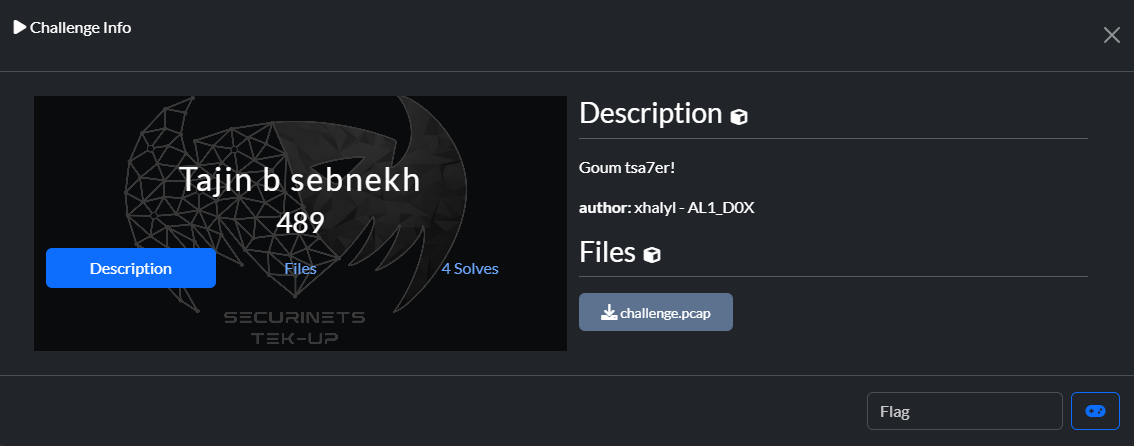 Challenge Info
Tajin b sebnekh
489
Description
Files
4 Solves
SECURINETS
TEK-UP
Description
Goum tsa7er!
author: xhalyl - AL1_D0X
Files
challenge.pcap
Flag